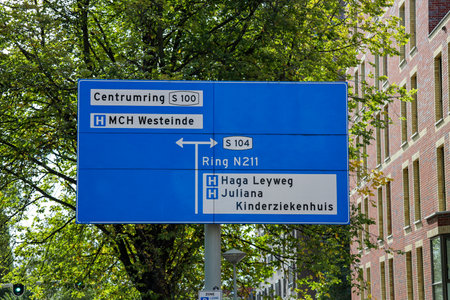 Centrumring S 100
H MCH Westeinde
S 104
Ring N211
H Haga Leyweg
H Juliana
Kinderziekenhuis